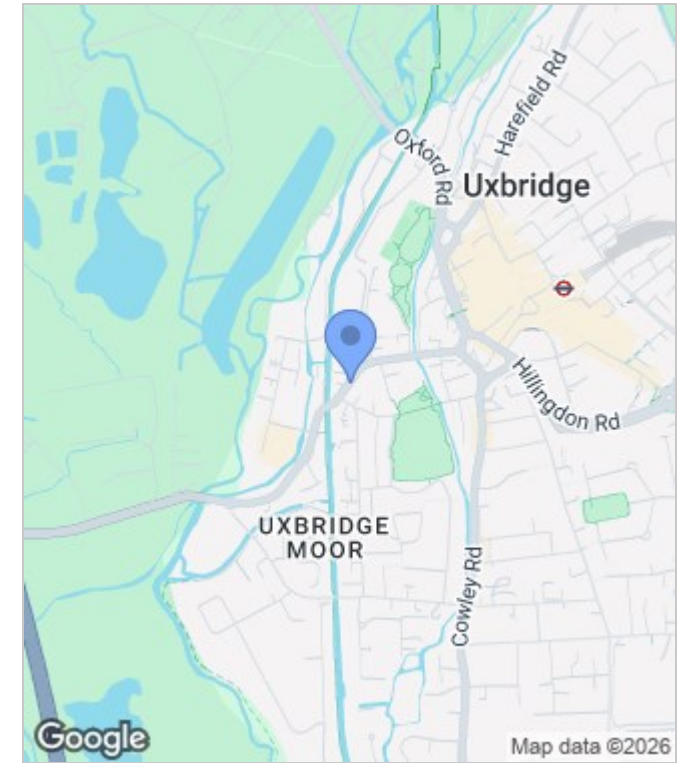 Harefield Rd
Oxford Rd
Uxbridge
Hillingdon Rd
UXBRIDGE
MOOR
Cowley Rd
Google
Map data ©2026